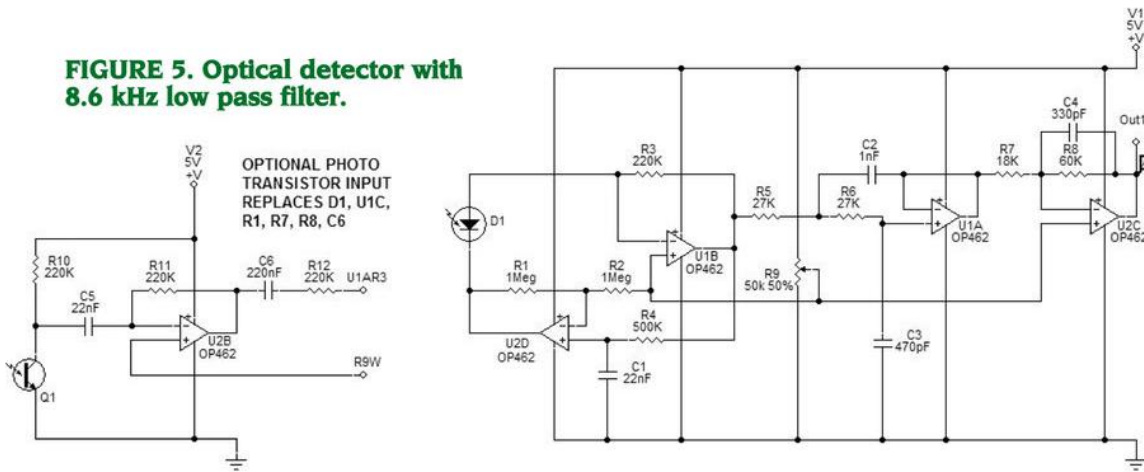 FIGURE 5. Optical detector with
8.6 kHz low pass filter.
V2
5V
+V
OPTIONAL PHOTO
TRANSISTOR INPUT
REPLACES D1, U1C,
R1, R7, R8, C6
R10
220K
R11
220K
C6
220nF
R12
220K
U1AR3
C5
22nF
U2B
OP462
R9W
Q1
V1
5V
+V
C4
330pF
Out1
R3
220K
C2
1nF
R7
18K
R8
60K
R5
27K
R6
27K
D1
U1B
OP462
U1A
OP462
U2C
OP462
R1
1Meg
R2
1Meg
R9
50k 50%
R4
500K
U2D
OP462
C1
22nF
C3
470pF